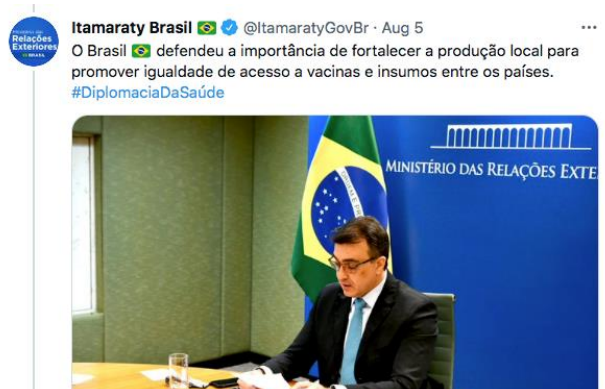 Itamaraty Brasil 🇧🇷 @ItamaratyGovBr · Aug 5
O Brasil 🇧🇷 defendeu a importância de fortalecer a produção local para
promover igualdade de acesso a vacinas e insumos entre os países.
#DiplomaciaDaSaúde
Relações
Exteriores
MINISTÉRIO DAS RELAÇÕES EXTE